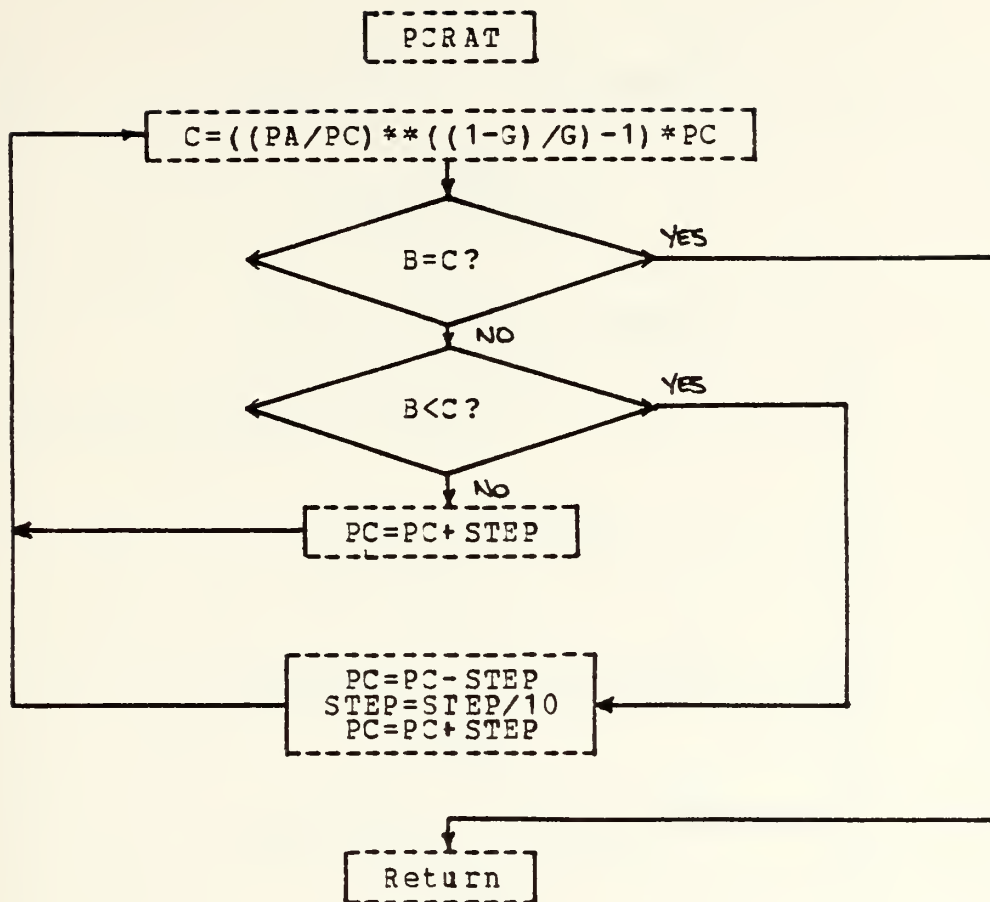 PCRAT
C=((PA/PC)**((1-G)/G)-1)*PC
B=C?
YES
NO
B<C?
YES
NO
PC=PC+STEP
PC=PC-STEP
STEP=STEP/10
PC=PC+STEP
Return